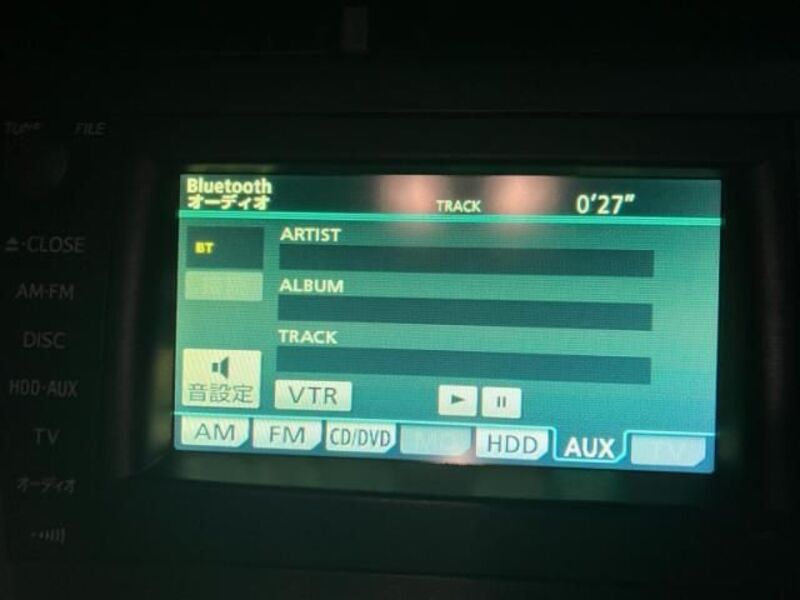 TUNE FILE
Bluetooth
オーディオ
TRACK 0'27"
BT
ARTIST
ALBUM
TRACK
音設定
VTR
AM FM CD/DVD HDD AUX TV
CLOSE
AM·FM
DISC
HDD·AUX
TV
オーディオ